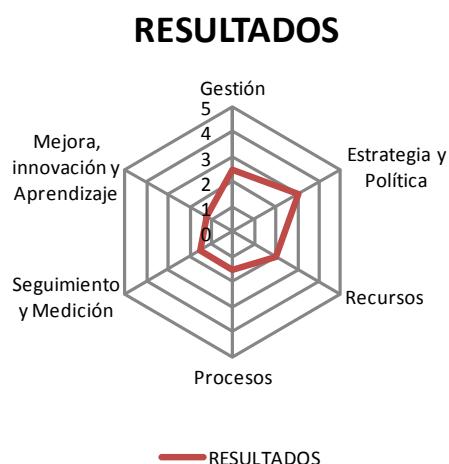 RESULTADOS
Gestión
5
4
3
2
1
0
Estrategia y
Política
Recursos
Procesos
Seguimiento
y Medición
Mejora,
innovación y
Aprendizaje
RESULTADOS